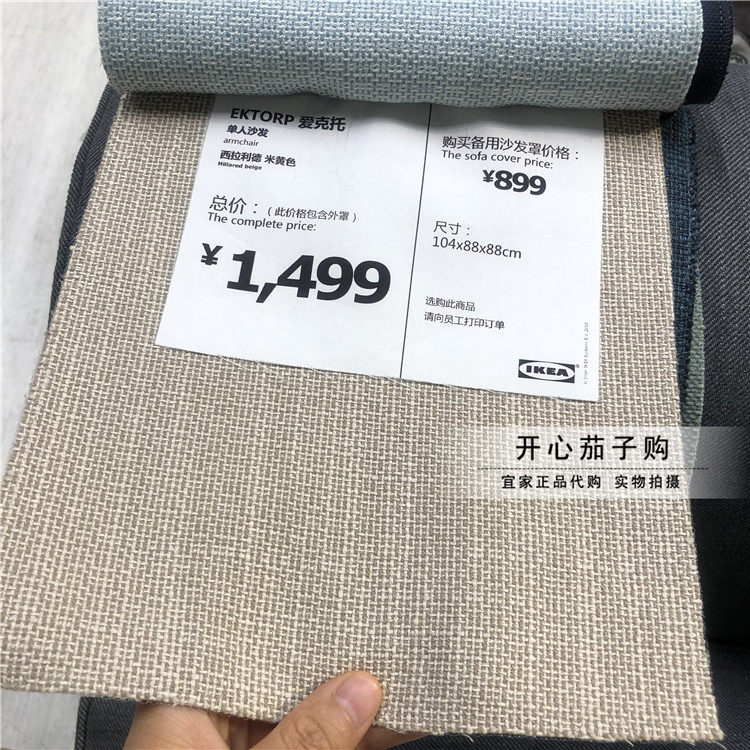 EKTORP 爱克托
单人沙发
armchair
西拉利德 米黄色
Hillared beige
总价：（此价格包含外罩）
The complete price:
¥1,499
购买备用沙发罩价格：
The sofa cover price:
¥899
尺寸：
104x88x88cm
选购此商品
请向员工打印订单
IKEA
开心茄子购
宜家正品代购 实物拍摄